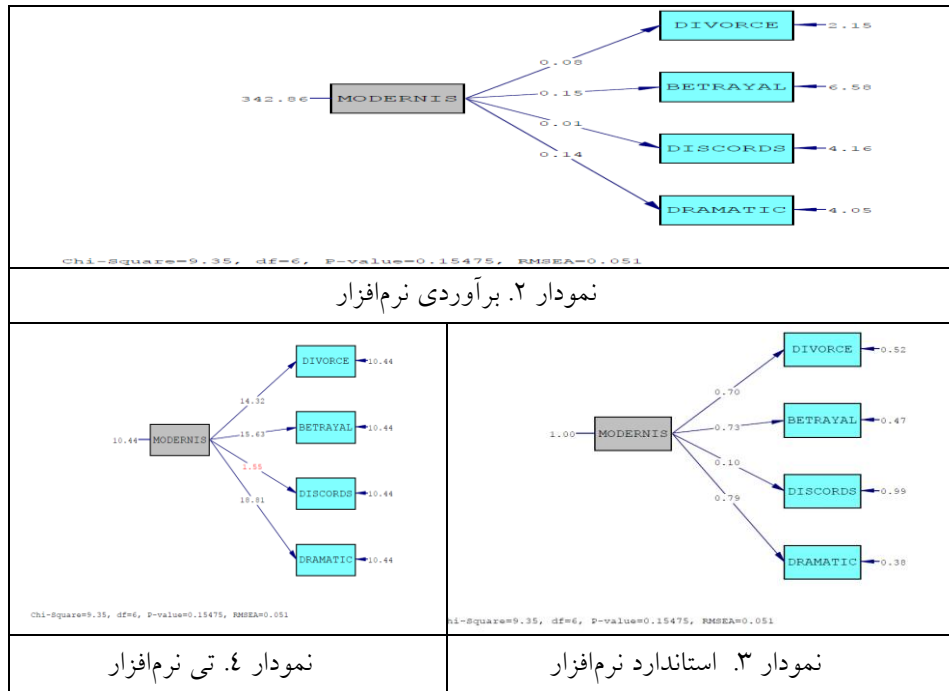 DIVORCE
2.15
0.08
342.86
MODERNIS
0.15
BETRAYAL
6.58
0.01
DISCORDS
4.16
0.14
DRAMATIC
4.05
Chi-Square=9.35, df=6, P-value=0.15475, RMSEA=0.051
نمودار ۲. برآوردی نرم‌افزار
DIVORCE
0.52
0.70
1.00
MODERNIS
0.73
BETRAYAL
0.47
0.10
DISCORDS
0.99
0.79
DRAMATIC
0.38
hi-Square=9.35, df=6, P-value=0.15475, RMSEA=0.051
نمودار ۳. استاندارد نرم‌افزار
DIVORCE
10.44
14.32
10.44
MODERNIS
15.63
BETRAYAL
10.44
1.55
DISCORDS
10.44
18.81
DRAMATIC
10.44
Chi-Square=9.35, df=6, P-value=0.15475, RMSEA=0.051
نمودار ٤. تی نرم‌افزار